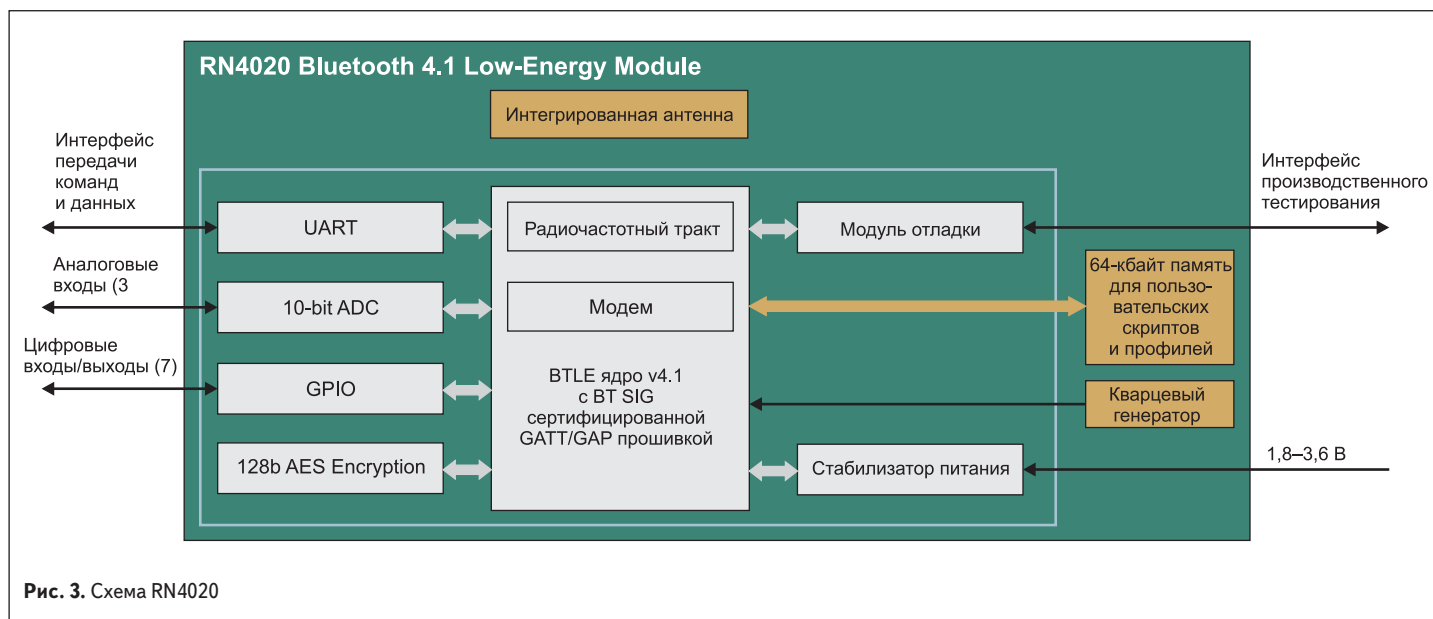 RN4020 Bluetooth 4.1 Low-Energy Module
Интегрированная антенна
Интерфейс
передачи
команд
и данных
Аналоговые
входы (3
Цифровые
входы/выходы (7)
UART
10-bit ADC
GPIO
128b AES Encryption
Радиочастотный тракт
Модем
BTLE ядро v4.1
с BT SIG
сертифицированной
GATT/GAP прошивкой
Модуль отладки
Стабилизатор питания
Интерфейс
производственного
тестирования
64-кбайт память
для пользо-
вательских
скриптов
и профилей
Кварцевый
генератор
1,8–3,6 В
Рис. 3. Схема RN4020